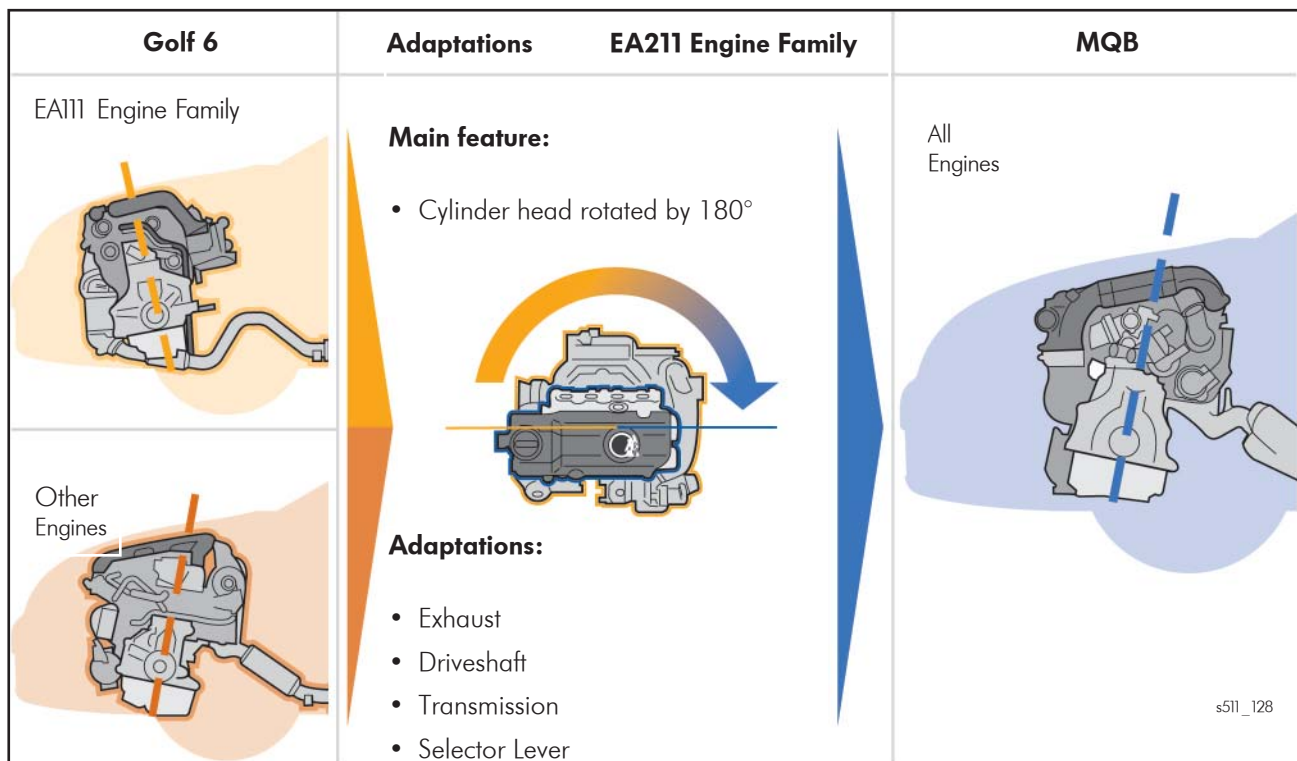 Golf 6
Adaptations
EA211 Engine Family
MQB
EA111 Engine Family
Other
Engines
Main feature:
• Cylinder head rotated by 180°
Adaptations:
• Exhaust
• Driveshaft
• Transmission
• Selector Lever
All
Engines
s511_128